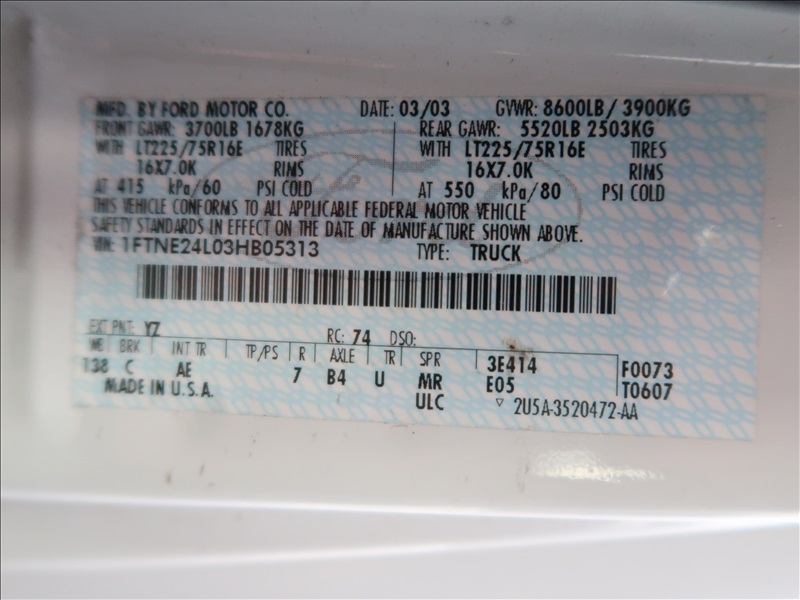 MFD. BY FORD MOTOR CO. DATE: 03/03 GVWR: 8600LB / 3900KG
FRONT GAWR: 3700LB 1678KG REAR GAWR: 5520LB 2503KG
WITH LT225/75R16E TIRES WITH LT225/75R16E TIRES
16X7.0K RIMS 16X7.0K RIMS
AT 415 kPa/60 PSI COLD AT 550 kPa/80 PSI COLD
THIS VEHICLE CONFORMS TO ALL APPLICABLE FEDERAL MOTOR VEHICLE
SAFETY STANDARDS IN EFFECT ON THE DATE OF MANUFACTURE SHOWN ABOVE.
VIN: 1FTNE24L03HB05313 TYPE: TRUCK
EXT PNT: YZ RC: 74 DSO:
WB BRK INT TR TP/PS R AXLE TR SPR 3E414 F0073
138 C AE 7 B4 U MR E05 T0607
MADE IN U.S.A. ULC ▽ 2U5A-3520472-AA